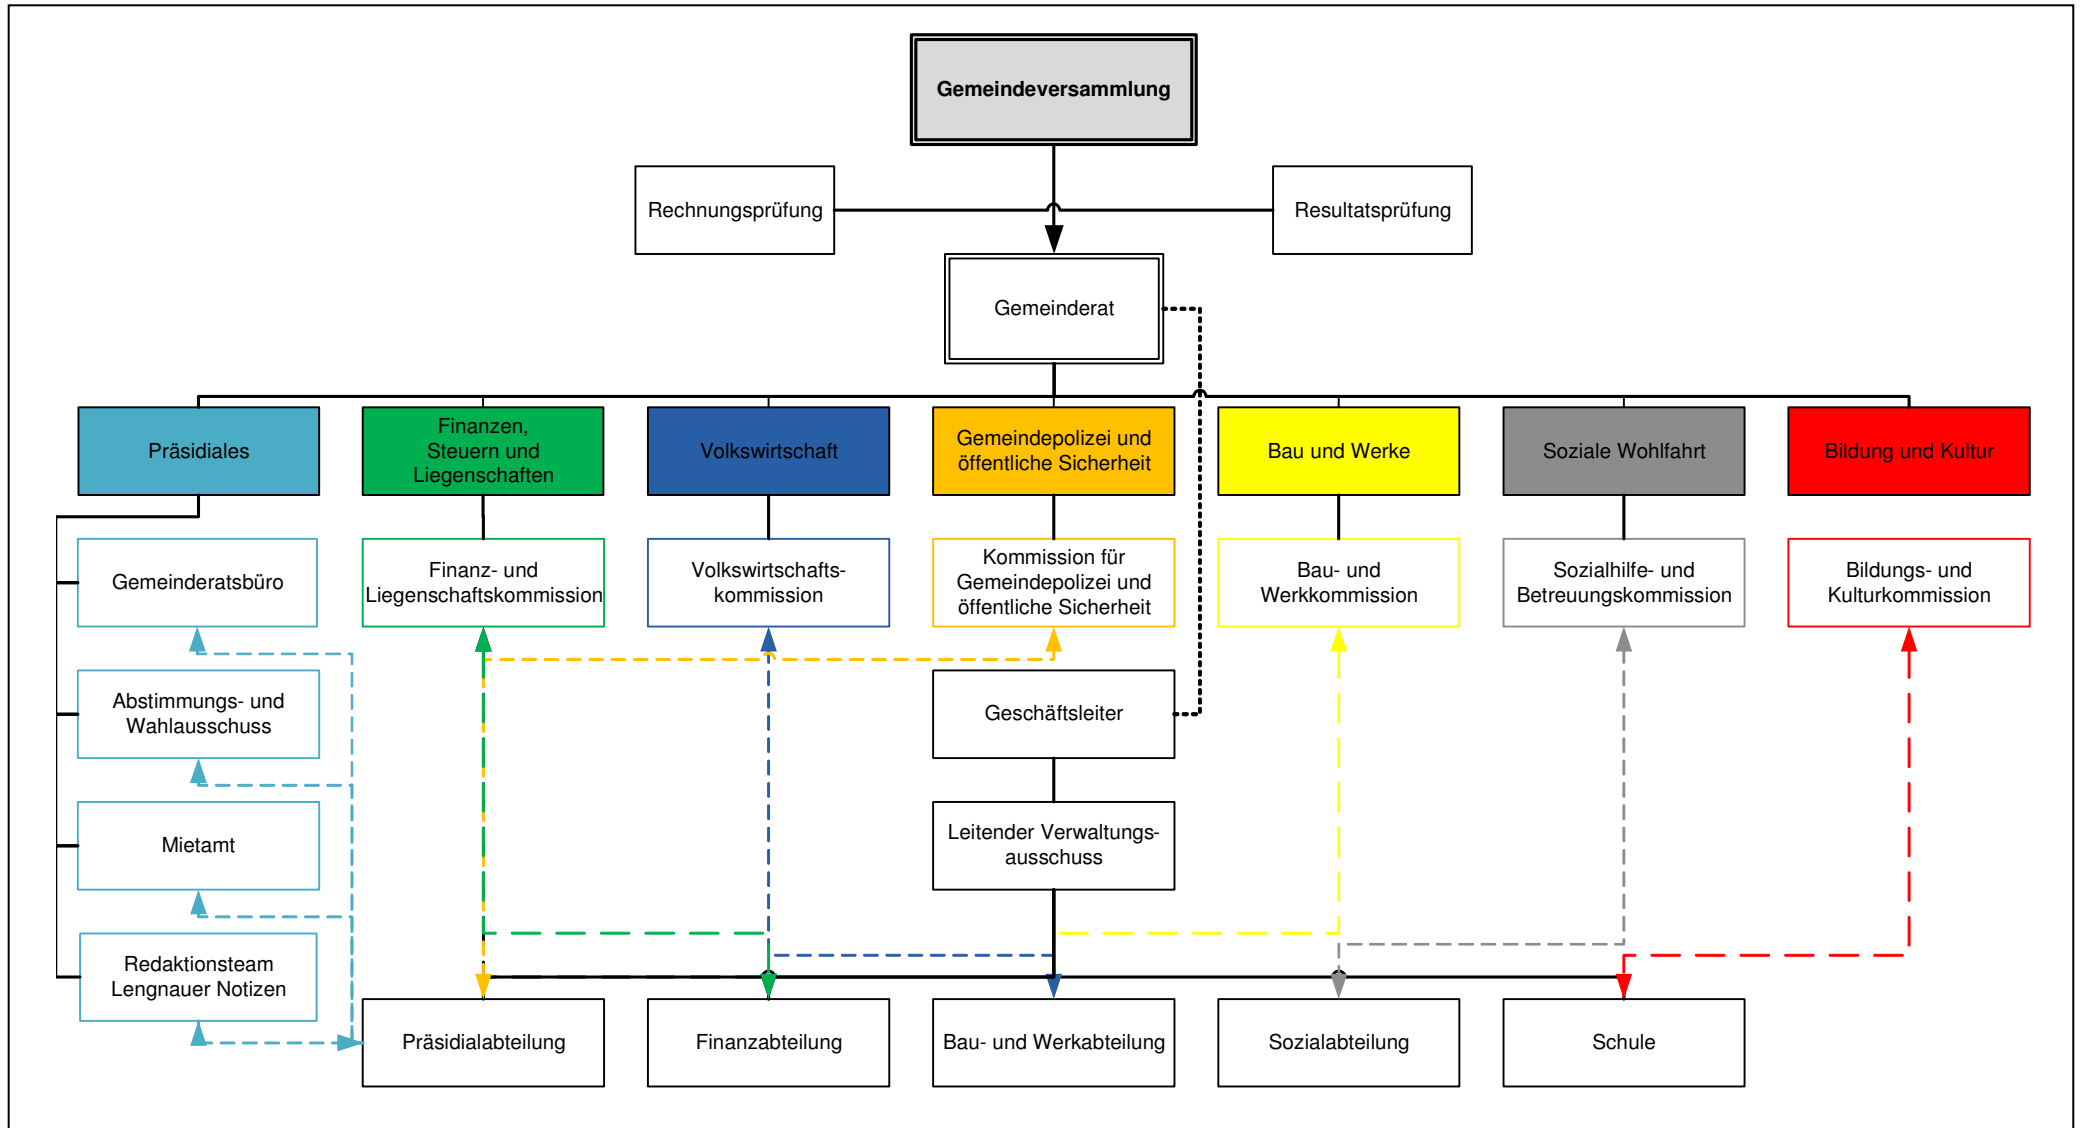 Gemeindeversammlung
Rechnungsprüfung
Resultatsprüfung
Gemeinderat
Präsidiales
Finanzen,
Steuern und
Liegenschaften
Volkswirtschaft
Gemeindepolizei und
öffentliche Sicherheit
Bau und Werke
Soziale Wohlfahrt
Bildung und Kultur
Gemeinderatsbüro
Finanz- und
Liegenschaftskommission
Volkswirtschafts-
kommission
Kommission für
Gemeindepolizei und
öffentliche Sicherheit
Bau- und
Werkkommission
Sozialhilfe- und
Betreuungskommission
Bildungs- und
Kulturkommission
Abstimmungs- und
Wahlausschuss
Geschäftsleiter
Mietamt
Leitender Verwaltungs-
ausschuss
Redaktionsteam
Lengnauer Notizen
Präsidialabteilung
Finanzabteilung
Bau- und Werkabteilung
Sozialabteilung
Schule